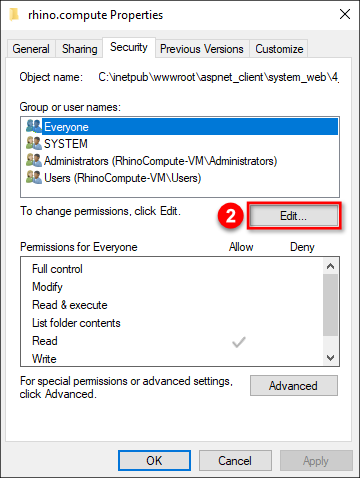 rhino.compute Properties
General Sharing Security Previous Versions Customize
Object name: C:\inetpub\wwwroot\aspnet_client\system_web\4_
Group or user names:
Everyone
SYSTEM
Administrators (RhinoCompute-VM\Administrators)
Users (RhinoCompute-VM\Users)
To change permissions, click Edit. 2 Edit...
Permissions for Everyone Allow Deny
Full control
Modify
Read & execute
List folder contents
Read
Write
For special permissions or advanced settings, click Advanced. Advanced
OK Cancel Apply